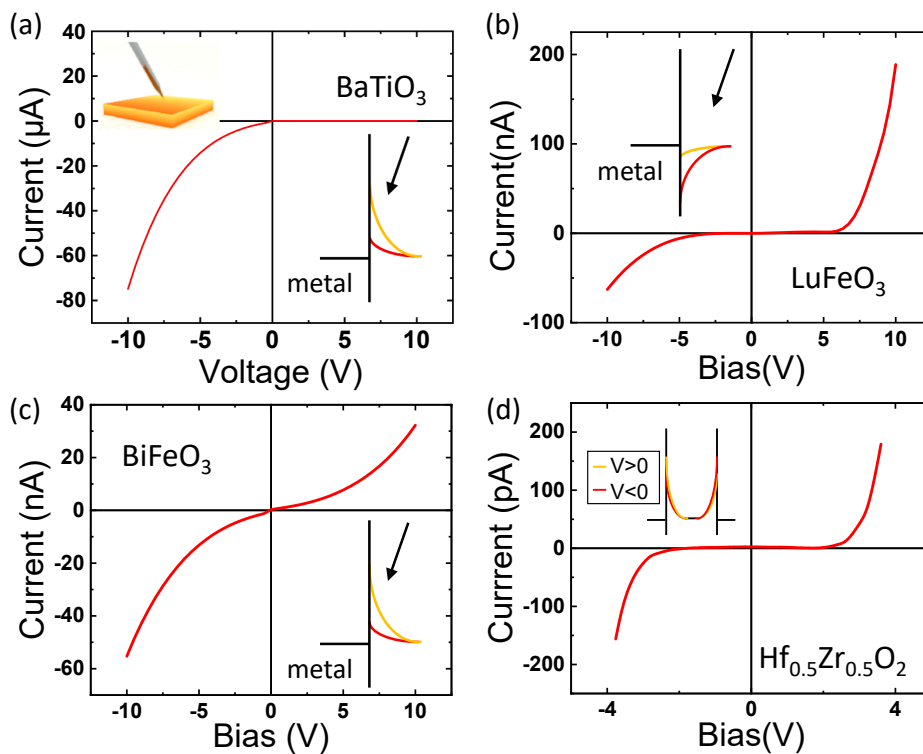 (a)
40
20
0
-20
-40
-60
-80
Current (µA)
BaTiO3
metal
-10
-5
0
5
10
Voltage (V)
(b)
200
100
0
-100
Current(nA)
metal
LuFeO3
-10
-5
0
5
10
Bias(V)
(c)
40
20
0
-20
-40
-60
Current (nA)
BiFeO3
metal
-10
-5
0
5
10
Bias (V)
(d)
200
100
0
-100
-200
Currrent (pA)
V>0
V<0
Hf0.5Zr0.5O2
-4
0
4
Bias(V)